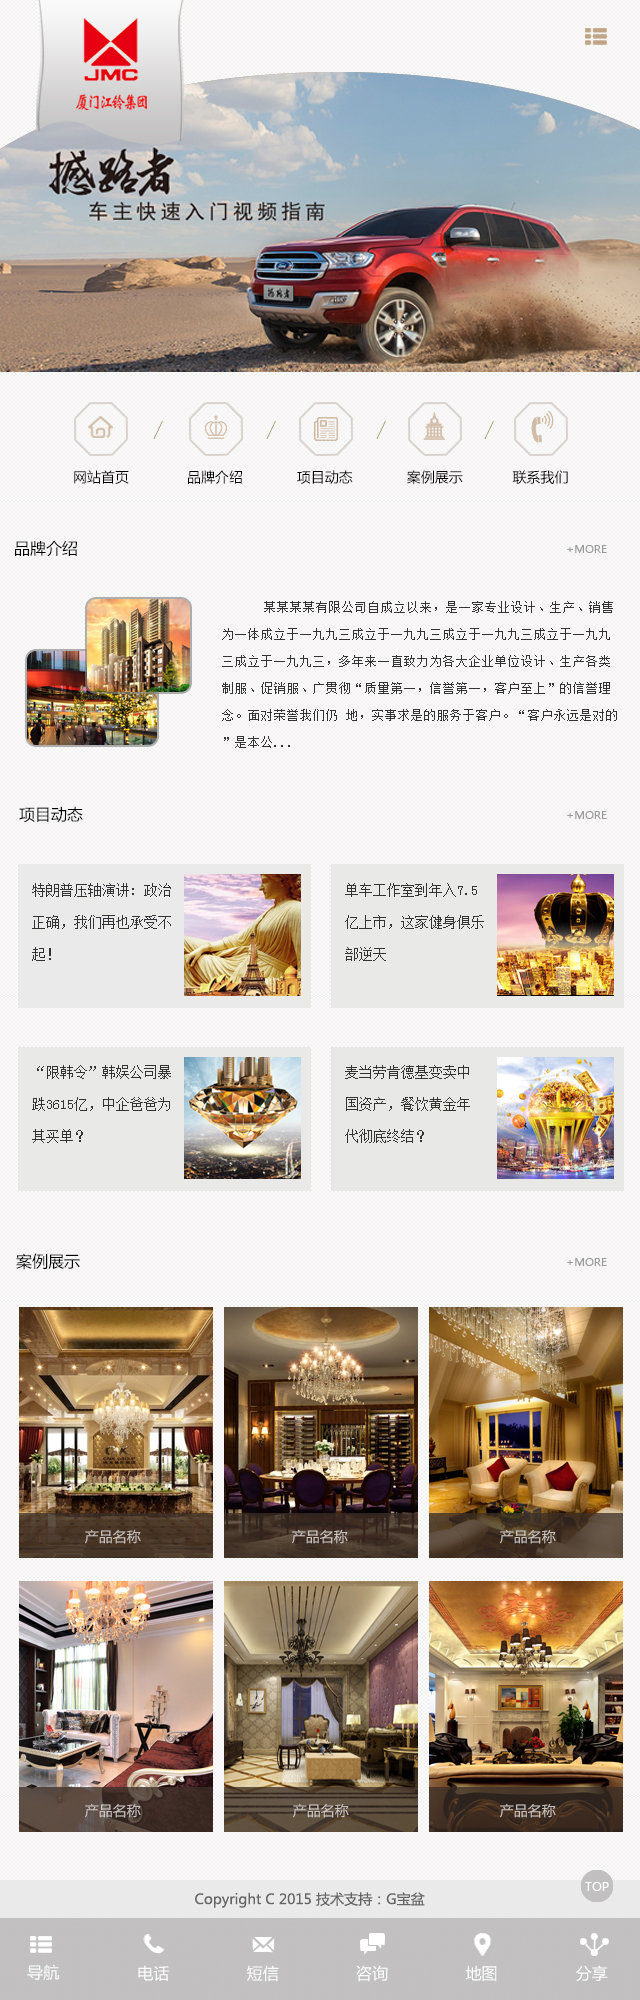 JMC
厦门江铃集团
撼路者
车主快速入门视频指南
撼路者
网站首页
品牌介绍
项目动态
案例展示
联系我们
品牌介绍
+MORE
某某某某有限公司自成立以来，是一家专业设计、生产、销售
为一体成立于一九九三成立于一九九三成立于一九九三成立于一九九
三成立于一九九三，多年来一直致力为各大企业单位设计、生产各类
制服、促销服、广贯彻“质量第一，信誉第一，客户至上”的信誉理
念。面对荣誉我们仍 地，实事求是的服务于客户。“客户永远是对的
”是本公...
项目动态
+MORE
特朗普压轴演讲：政治
正确，我们再也承受不
起！
单车工作室到年入7.5
亿上市，这家健身俱乐
部逆天
“限韩令”韩娱公司暴
跌3615亿，中企爸爸为
其买单？
麦当劳肯德基变卖中
国资产，餐饮黄金年
代彻底终结？
案例展示
+MORE
产品名称
产品名称
产品名称
产品名称
产品名称
产品名称
TOP
Copyright C 2015 技术支持：G宝盆
导航
电话
短信
咨询
地图
分享